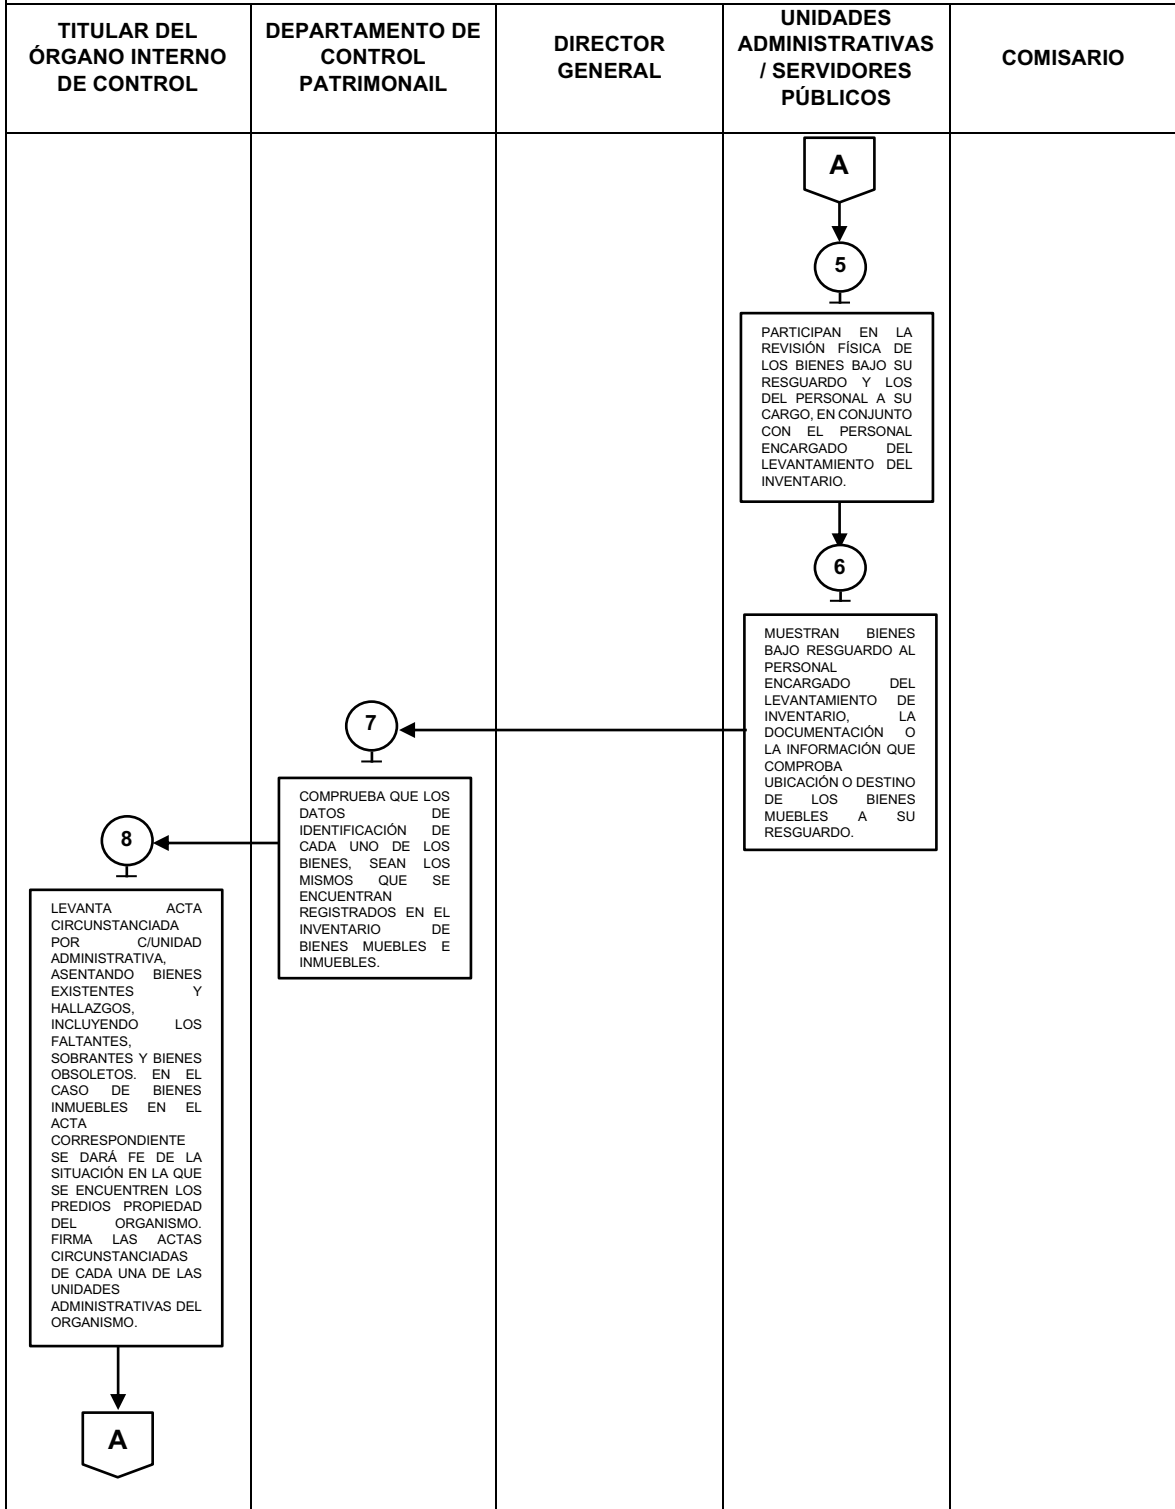 TITULAR DEL
ÓRGANO INTERNO
DE CONTROL
DEPARTAMENTO DE
CONTROL
PATRIMONAIL
DIRECTOR
GENERAL
UNIDADES
ADMINISTRATIVAS
/ SERVIDORES
PÚBLICOS
COMISARIO
A
5
PARTICIPAN EN LA
REVISIÓN FÍSICA DE
LOS BIENES BAJO SU
RESGUARDO Y LOS
DEL PERSONAL A SU
CARGO, EN CONJUNTO
CON EL PERSONAL
ENCARGADO DEL
LEVANTAMIENTO DEL
INVENTARIO.
6
MUESTRAN BIENES
BAJO RESGUARDO AL
PERSONAL
ENCARGADO DEL
LEVANTAMIENTO DE
INVENTARIO, LA
DOCUMENTACIÓN O
LA INFORMACIÓN QUE
COMPROBA
UBICACIÓN O DESTINO
DE LOS BIENES
MUEBLES A SU
RESGUARDO.
7
COMPRUEBA QUE LOS
DATOS DE
IDENTIFICACIÓN DE
CADA UNO DE LOS
BIENES, SEAN LOS
MISMOS QUE SE
ENCUENTRAN
REGISTRADOS EN EL
INVENTARIO DE
BIENES MUEBLES E
INMUEBLES.
8
LEVANTA ACTA
CIRCUNSTANCIADA
POR C/UNIDAD
ADMINISTRATIVA,
ASENTANDO BIENES
EXISTENTES Y
HALLAZGOS,
INCLUYENDO LOS
FALTANTES,
SOBRANTES Y BIENES
OBSOLETOS. EN EL
CASO DE BIENES
INMUEBLES EN EL
ACTA
CORRESPONDIENTE
SE DARÁ FE DE LA
SITUACIÓN EN LA QUE
SE ENCUENTREN LOS
PREDIOS PROPIEDAD
DEL ORGANISMO.
FIRMA LAS ACTAS
CIRCUNSTANCIADAS
DE CADA UNA DE LAS
UNIDADES
ADMINISTRATIVAS DEL
ORGANISMO.
A